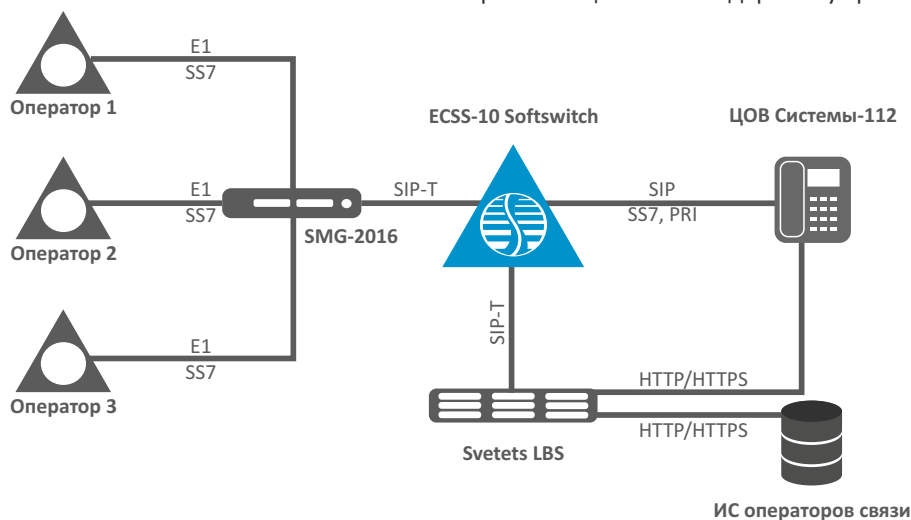 E1
SS7
Оператор 1
ECSS-10 Softswitch
ЦОВ Системы-112
E1
SS7
Оператор 2
SMG-2016
SIP-T
SIP
SS7, PRI
SIP-T
E1
SS7
Оператор 3
HTTP/HTTPS
HTTP/HTTPS
Svetets LBS
ИС операторов связи